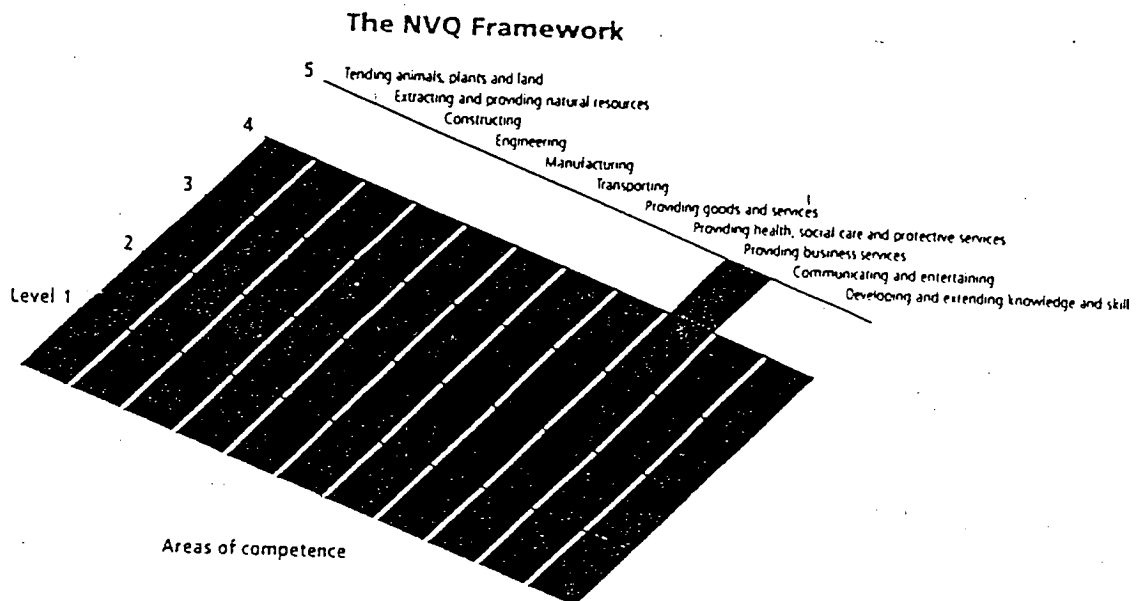 The NVQ Framework
5 Tending animals, plants and land
Extracting and providing natural resources
Constructing
4 Engineering
Manufacturing
3 Transporting
Providing goods and services
Providing health, social care and protective services
2 Providing business services
Communicating and entertaining
Level 1 Developing and extending knowledge and skill
Areas of competence